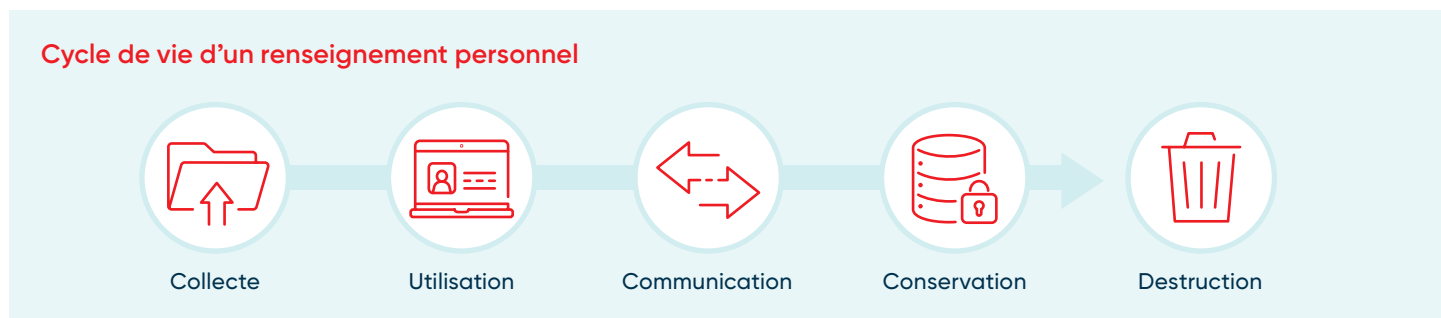 Cycle de vie d’un renseignement personnel
Collecte
Utilisation
Communication
Conservation
Destruction